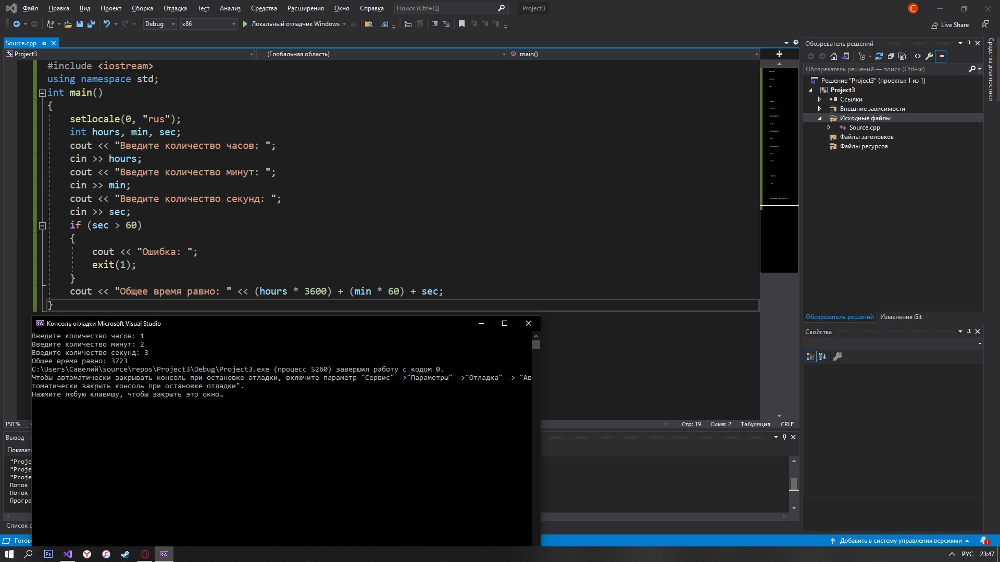 Файл Правка Вид Проект Сборка Отладка Тест Анализ Средства Расширения Окно Справка Поиск (Ctrl+Q) Project3 C
Debug x86 Локальный отладчик Windows Live Share
Source.cpp
Project3 (Глобальная область) main()
#include <iostream>
using namespace std;
int main()
{
setlocale(0, "rus");
int hours, min, sec;
cout << "Введите количество часов: ";
cin >> hours;
cout << "Введите количество минут: ";
cin >> min;
cout << "Введите количество секунд: ";
cin >> sec;
if (sec > 60)
{
cout << "Ошибка: ";
exit(1);
}
cout << "Общее время равно: " << (hours * 3600) + (min * 60) + sec;
}
Консоль отладки Microsoft Visual Studio
Введите количество часов: 1
Введите количество минут: 2
Введите количество секунд: 3
Общее время равно: 3723
C:\Users\Савелий\source\repos\Project3\Debug\Project3.exe (процесс 5260) завершил работу с кодом 0.
Чтобы автоматически закрывать консоль при остановке отладки, включите параметр "Сервис" ->"Параметры" ->"Отладка" -> "Ав
томатически закрыть консоль при остановке отладки".
Нажмите любую клавишу, чтобы закрыть это окно…
150 %
Стр: 19 Симв: 2 Табуляция CRLF
Вывод
Показать
"Proje
"Proje
"Proje
Поток
Поток
Програ
Список с
Обозреватель решений
Обозреватель решений — поиск (Ctrl+ж)
Решение "Project3" (проекты: 1 из 1)
Project3
Ссылки
Внешние зависимости
Исходные файлы
Source.cpp
Файлы заголовков
Файлы ресурсов
Средства диагностики
Обозреватель решений Изменения Git
Свойства
Готово
Добавить в систему управления версиями 1
Ps РУС 23:47